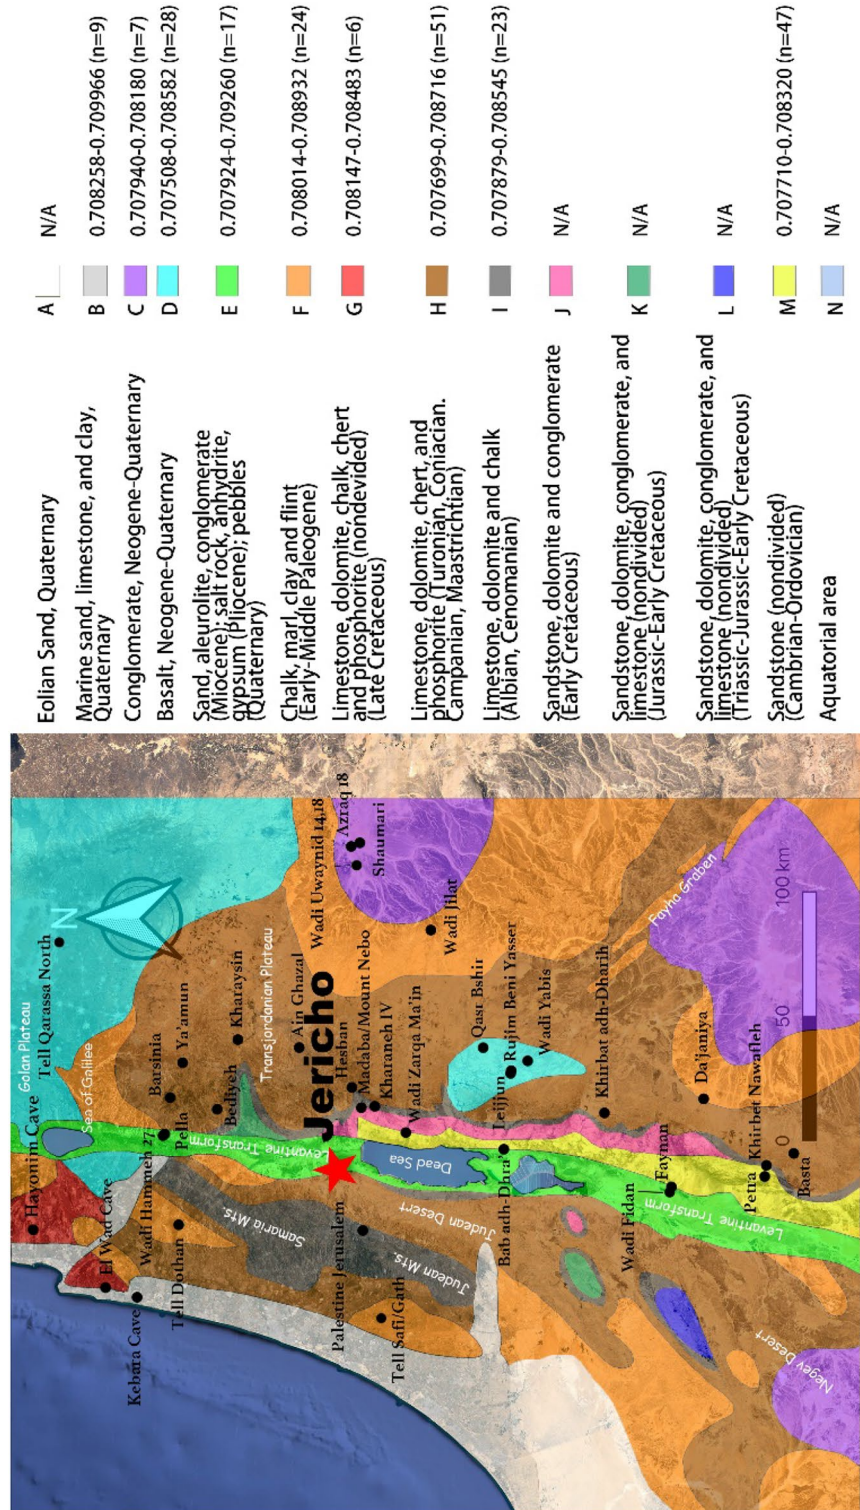 Hayonim Cave
Golan Plateau
Tell Qarassa North
N
El Wad Cave
Sea of Galilee
Kebara Cave
Wadi Hammeh 27
Barsinia
Pella
Ya'amun
Tell Dothan
Bediyeh
Kharaysin
Samaria Mts.
Levantine Transform
Transjordanian Plateau
Ain Ghazal
Wadi Uwaynid 14,18
Jericho
Azraq 18
Hesban
Shaumari
Palestine Jerusalem
Madaba/Mount Nebo
Kharaneh IV
Tell Safi/Gath
Judean Mts.
Judean Desert
Dead Sea
Wadi Zarqa Ma'in
Wadi Jilat
Qasr Bshir
Bab adh-Dhra'
Lejjun
Rujlm Beni Yasser
Wadi Yabis
Khirbat adh-Dharih
Wadi Fidan
Faynan
Fayha Graben
Da'janiya
Levantine Transform
Petra
Khirbet Nawafleh
Basta
Negev Desert
0 50 100 km
Eolian Sand, Quaternary A N/A
Marine sand, limestone, and clay,
Quaternary B 0.708258-0.709966 (n=9)
Conglomerate, Neogene-Quaternary C 0.707940-0.708180 (n=7)
Basalt, Neogene-Quaternary D 0.707508-0.708582 (n=28)
Sand, aleurolite, conglomerate
(Miocene); salt rock, anhydrite,
gypsum (Pliocene); pebbles
(Quaternary) E 0.707924-0.709260 (n=17)
Chalk, marl, clay and flint
(Early-Middle Paleogene) F 0.708014-0.708932 (n=24)
Limestone, dolomite, chalk, chert
and phosphorite (nondevided)
(Late Cretaceous) G 0.708147-0.708483 (n=6)
Limestone, dolomite, chert, and
phosphorite (Turonian, Coniacian.
Campanian, Maastrichtian) H 0.707699-0.708716 (n=51)
Limestone, dolomite and chalk
(Albian, Cenomanian) I 0.707879-0.708545 (n=23)
Sandstone, dolomite and conglomerate
(Early Cretaceous) J N/A
Sandstone, dolomite, conglomerate, and
limestone (nondivided)
(Jurassic-Early Cretaceous) K N/A
Sandstone, dolomite, conglomerate, and
limestone (nondivided)
(Triassic-Jurassic-Early Cretaceous) L N/A
Sandstone (nondivided)
(Cambrian-Ordovician) M 0.707710-0.708320 (n=47)
Aquatorial area N N/A